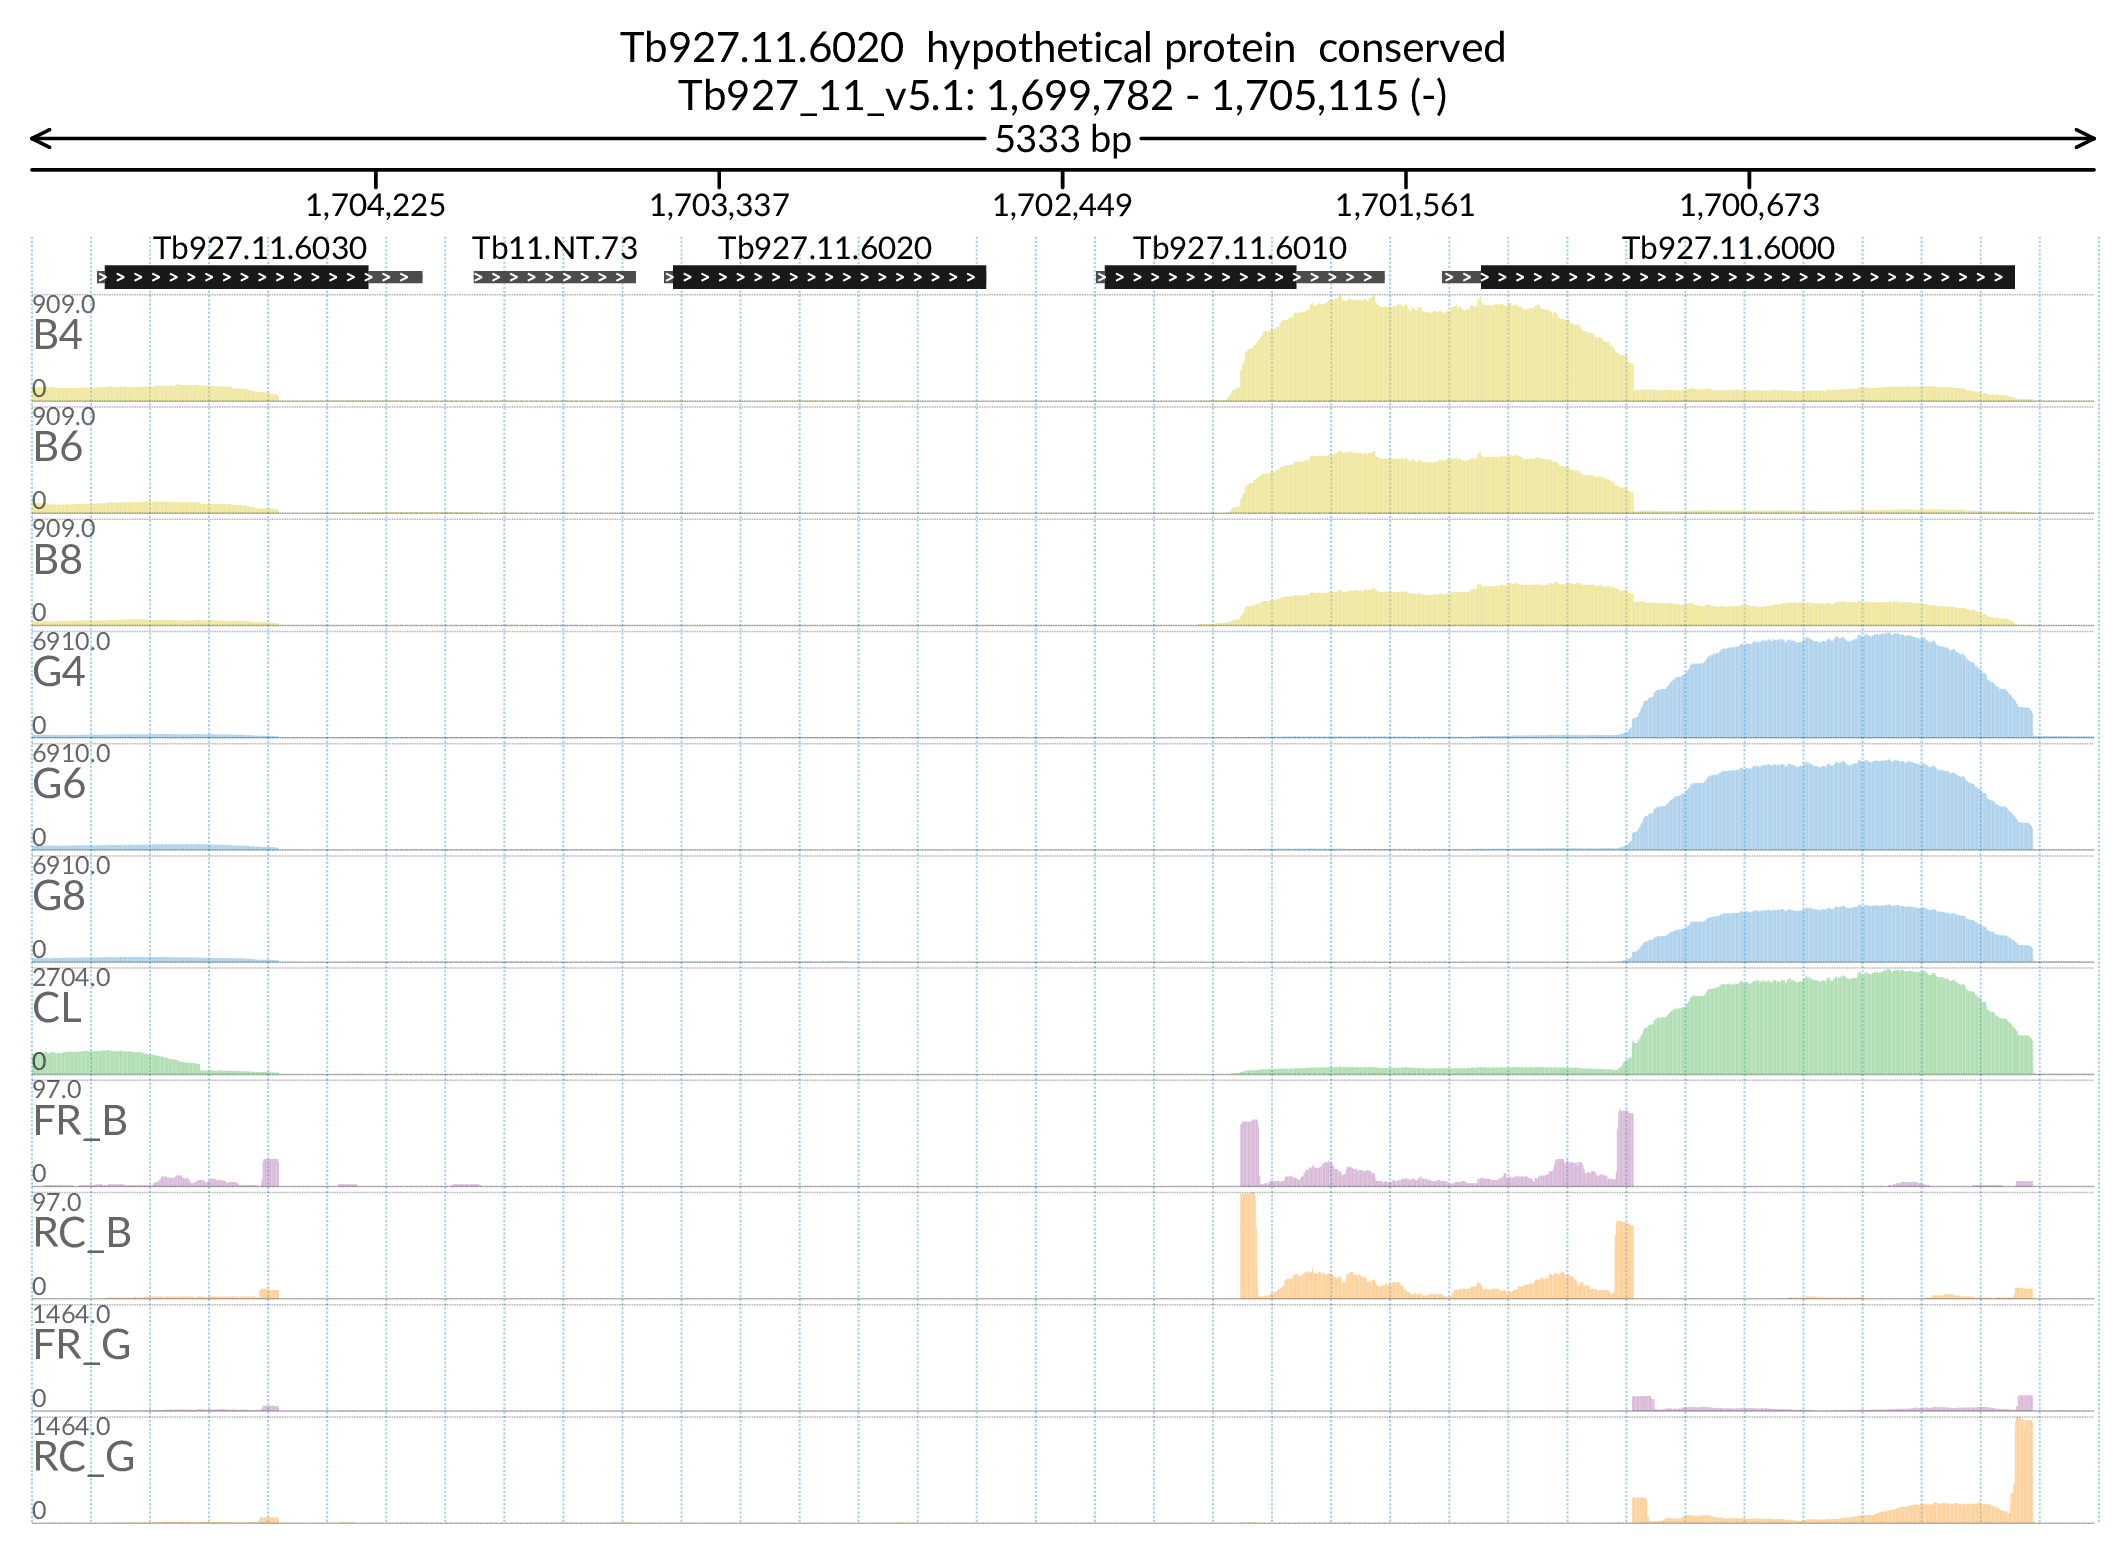 Tb927.11.6020  hypothetical protein  conserved
Tb927_11_v5.1: 1,699,782 - 1,705,115 (-)
5333 bp
1,704,225 1,703,337 1,702,449 1,701,561 1,700,673
Tb927.11.6030 Tb11.NT.73 Tb927.11.6020 Tb927.11.6010 Tb927.11.6000
909.0
B4
0
909.0
B6
0
909.0
B8
0
6910.0
G4
0
6910.0
G6
0
6910.0
G8
0
2704.0
CL
0
97.0
FR_B
0
97.0
RC_B
0
1464.0
FR_G
0
1464.0
RC_G
0